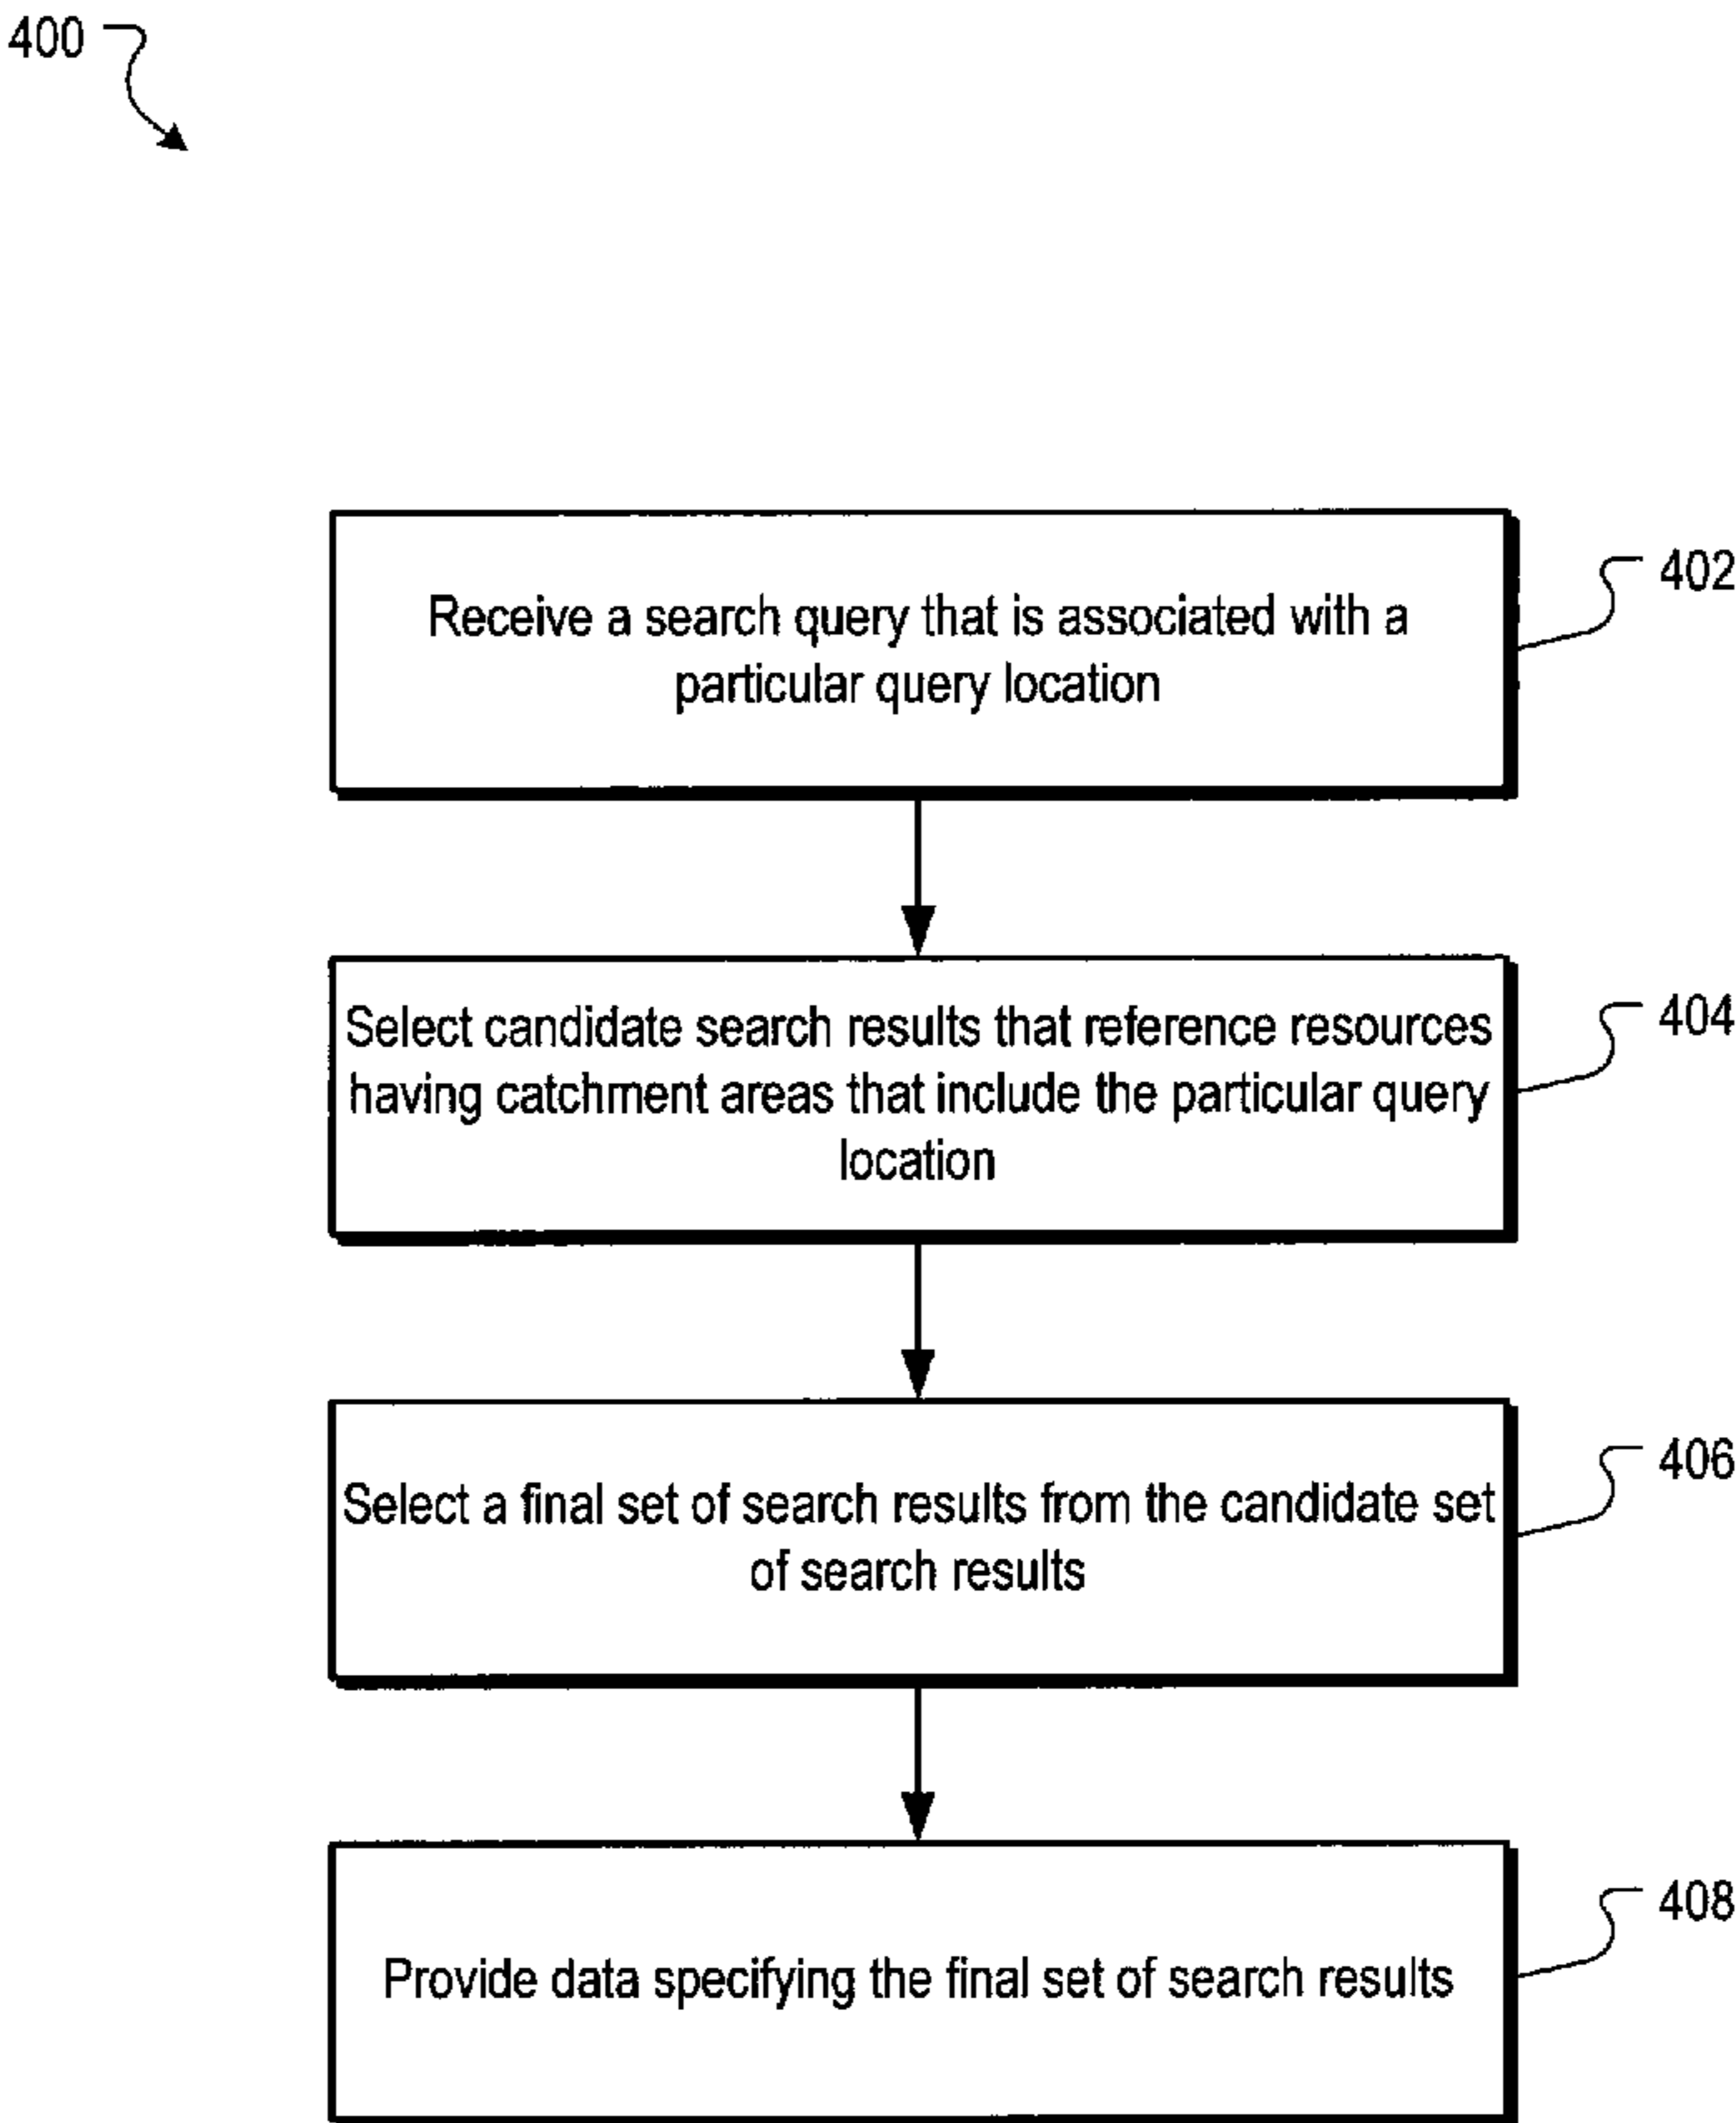 400
Receive a search query that is associated with a
particular query location
402
Select candidate search results that reference resources
having catchment areas that include the particular query
location
404
Select a final set of search results from the candidate set
of search results
406
Provide data specifying the final set of search results
408